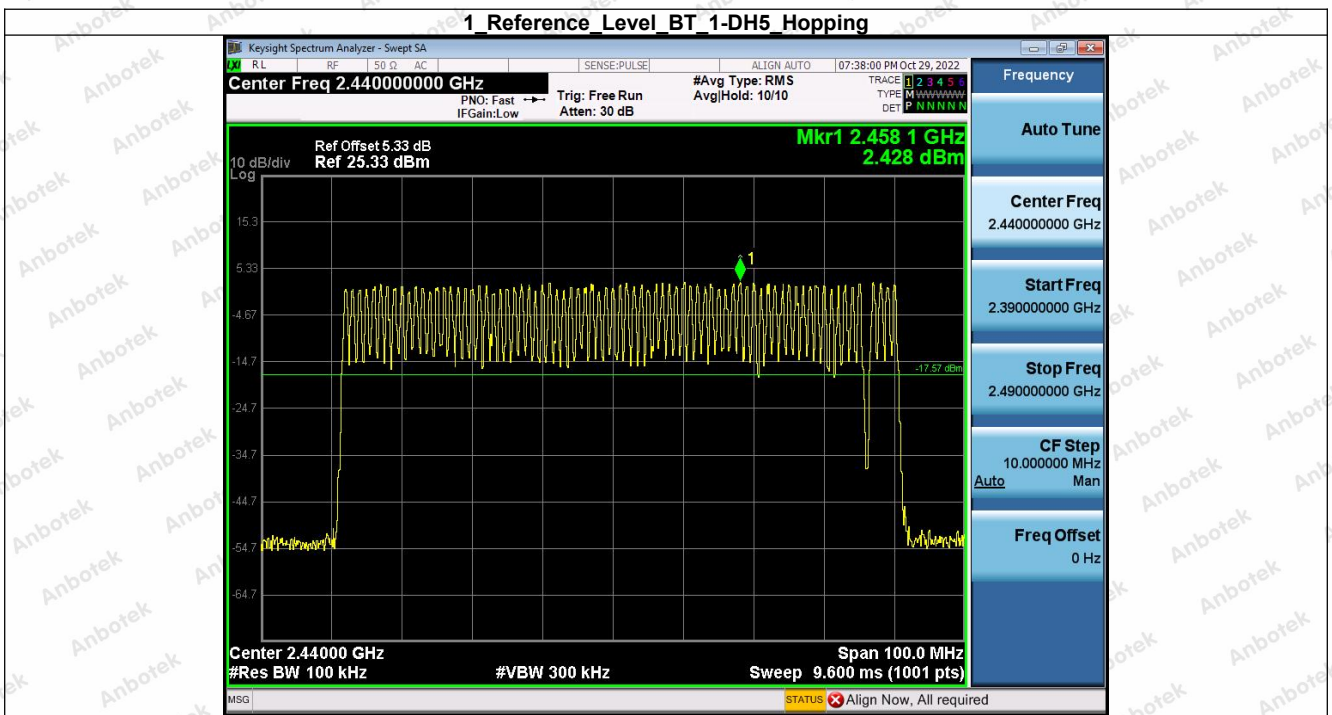 1_Reference_Level_BT_1-DH5_Hopping
Keysight Spectrum Analyzer - Swept SA
LXI RL RF 50 Ω AC SENSE:PULSE ALIGN AUTO 07:38:00 PM Oct 29, 2022
Center Freq 2.440000000 GHz
PNO: Fast
IFGain:Low
Trig: Free Run
Atten: 30 dB
#Avg Type: RMS
Avg|Hold: 10/10
TRACE 1 2 3 4 5 6
TYPE M WWWWW
DET P N N N N N
Mkr1 2.458 1 GHz
2.428 dBm
Ref Offset 5.33 dB
10 dB/div Ref 25.33 dBm
Log
15.3
5.33
-4.67
-14.7
-24.7
-34.7
-44.7
-54.7
-64.7
1
-17.57 dBm
Center 2.44000 GHz Span 100.0 MHz
#Res BW 100 kHz #VBW 300 kHz Sweep 9.600 ms (1001 pts)
MSG STATUS Align Now, All required
Frequency
Auto Tune
Center Freq
2.440000000 GHz
Start Freq
2.390000000 GHz
Stop Freq
2.490000000 GHz
CF Step
10.000000 MHz
Auto Man
Freq Offset
0 Hz
Anbotek